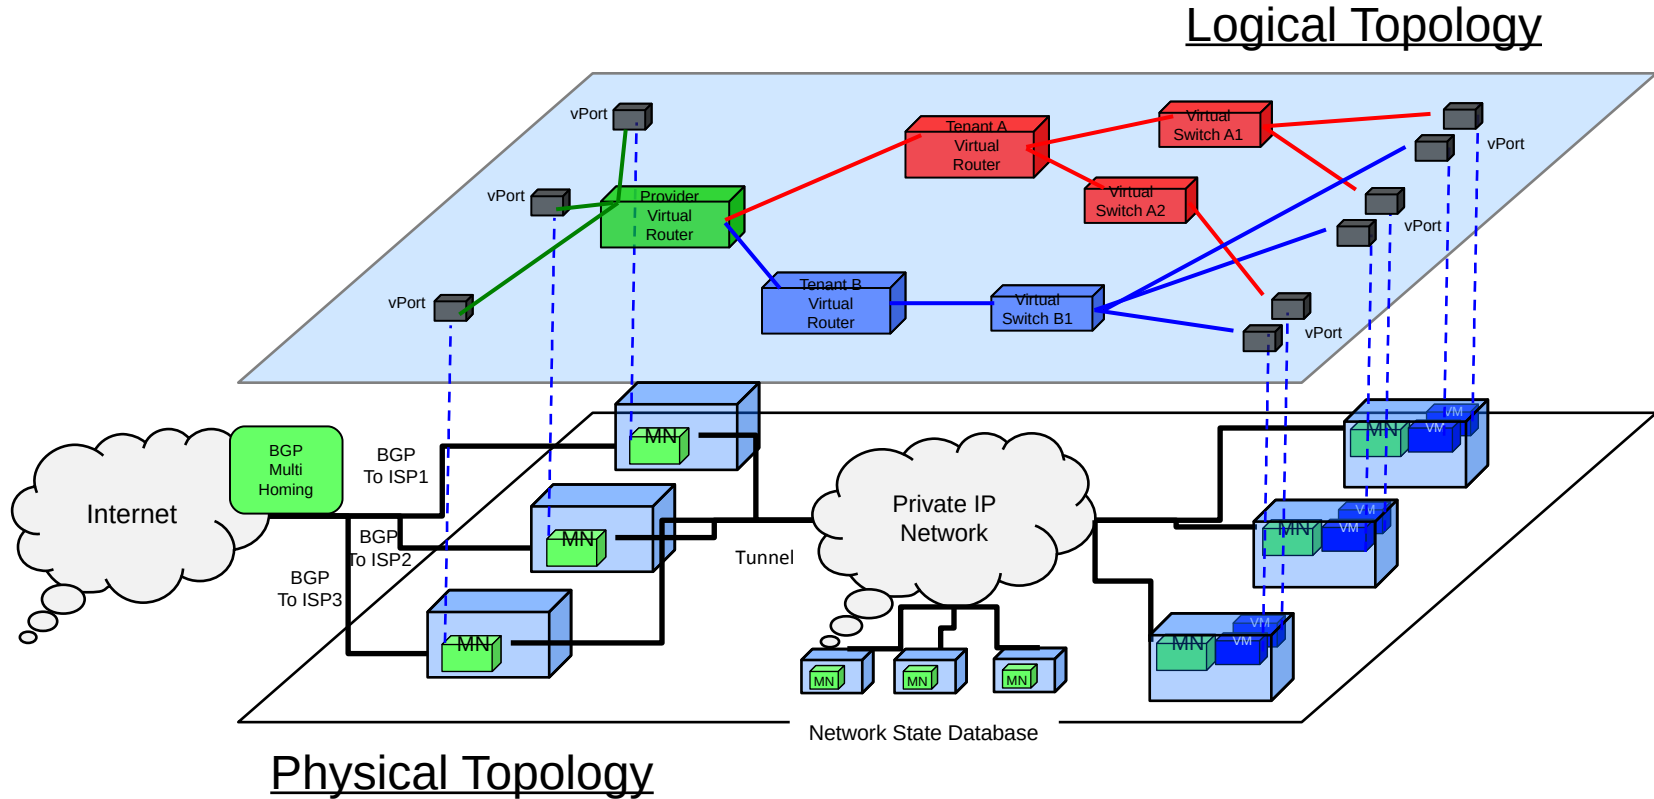 Logical Topology
vPort
vPort
vPort
Provider
Virtual
Router
Tenant A
Virtual
Router
Virtual
Switch A1
Virtual
Switch A2
Tenant B
Virtual
Router
Virtual
Switch B1
vPort
vPort
vPort
Internet
BGP
Multi
Homing
BGP
To ISP1
BGP
To ISP2
BGP
To ISP3
MN
MN
MN
Tunnel
Private IP
Network
MN
VM
VM
MN
VM
VM
MN
VM
VM
MN
MN
MN
Network State Database
Physical Topology